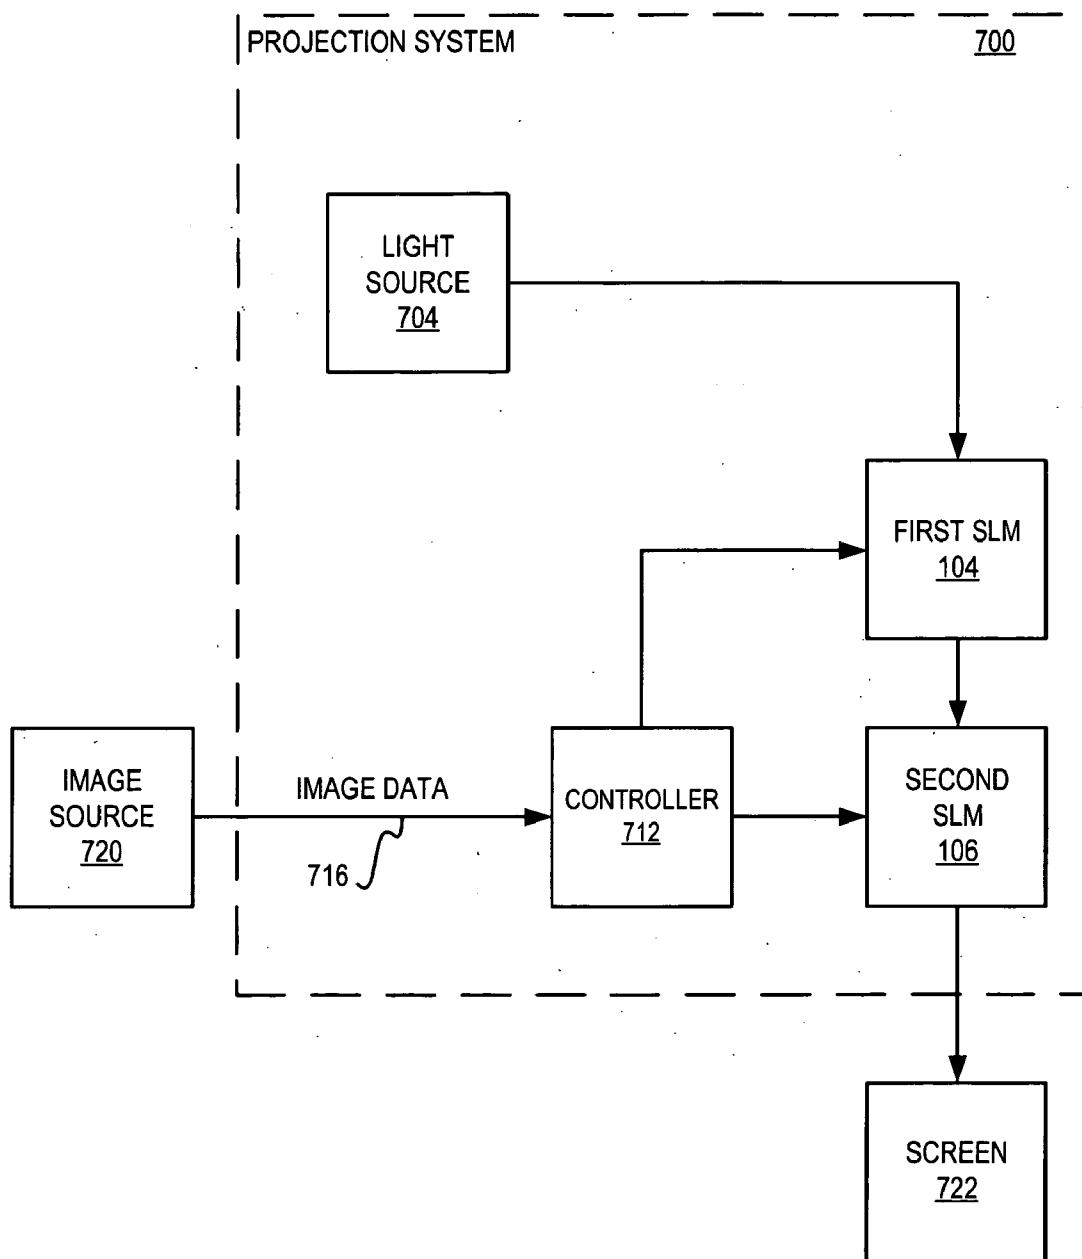 PROJECTION SYSTEM 700
LIGHT
SOURCE
704
FIRST SLM
104
IMAGE
SOURCE
720
IMAGE DATA
716
CONTROLLER
712
SECOND
SLM
106
SCREEN
722